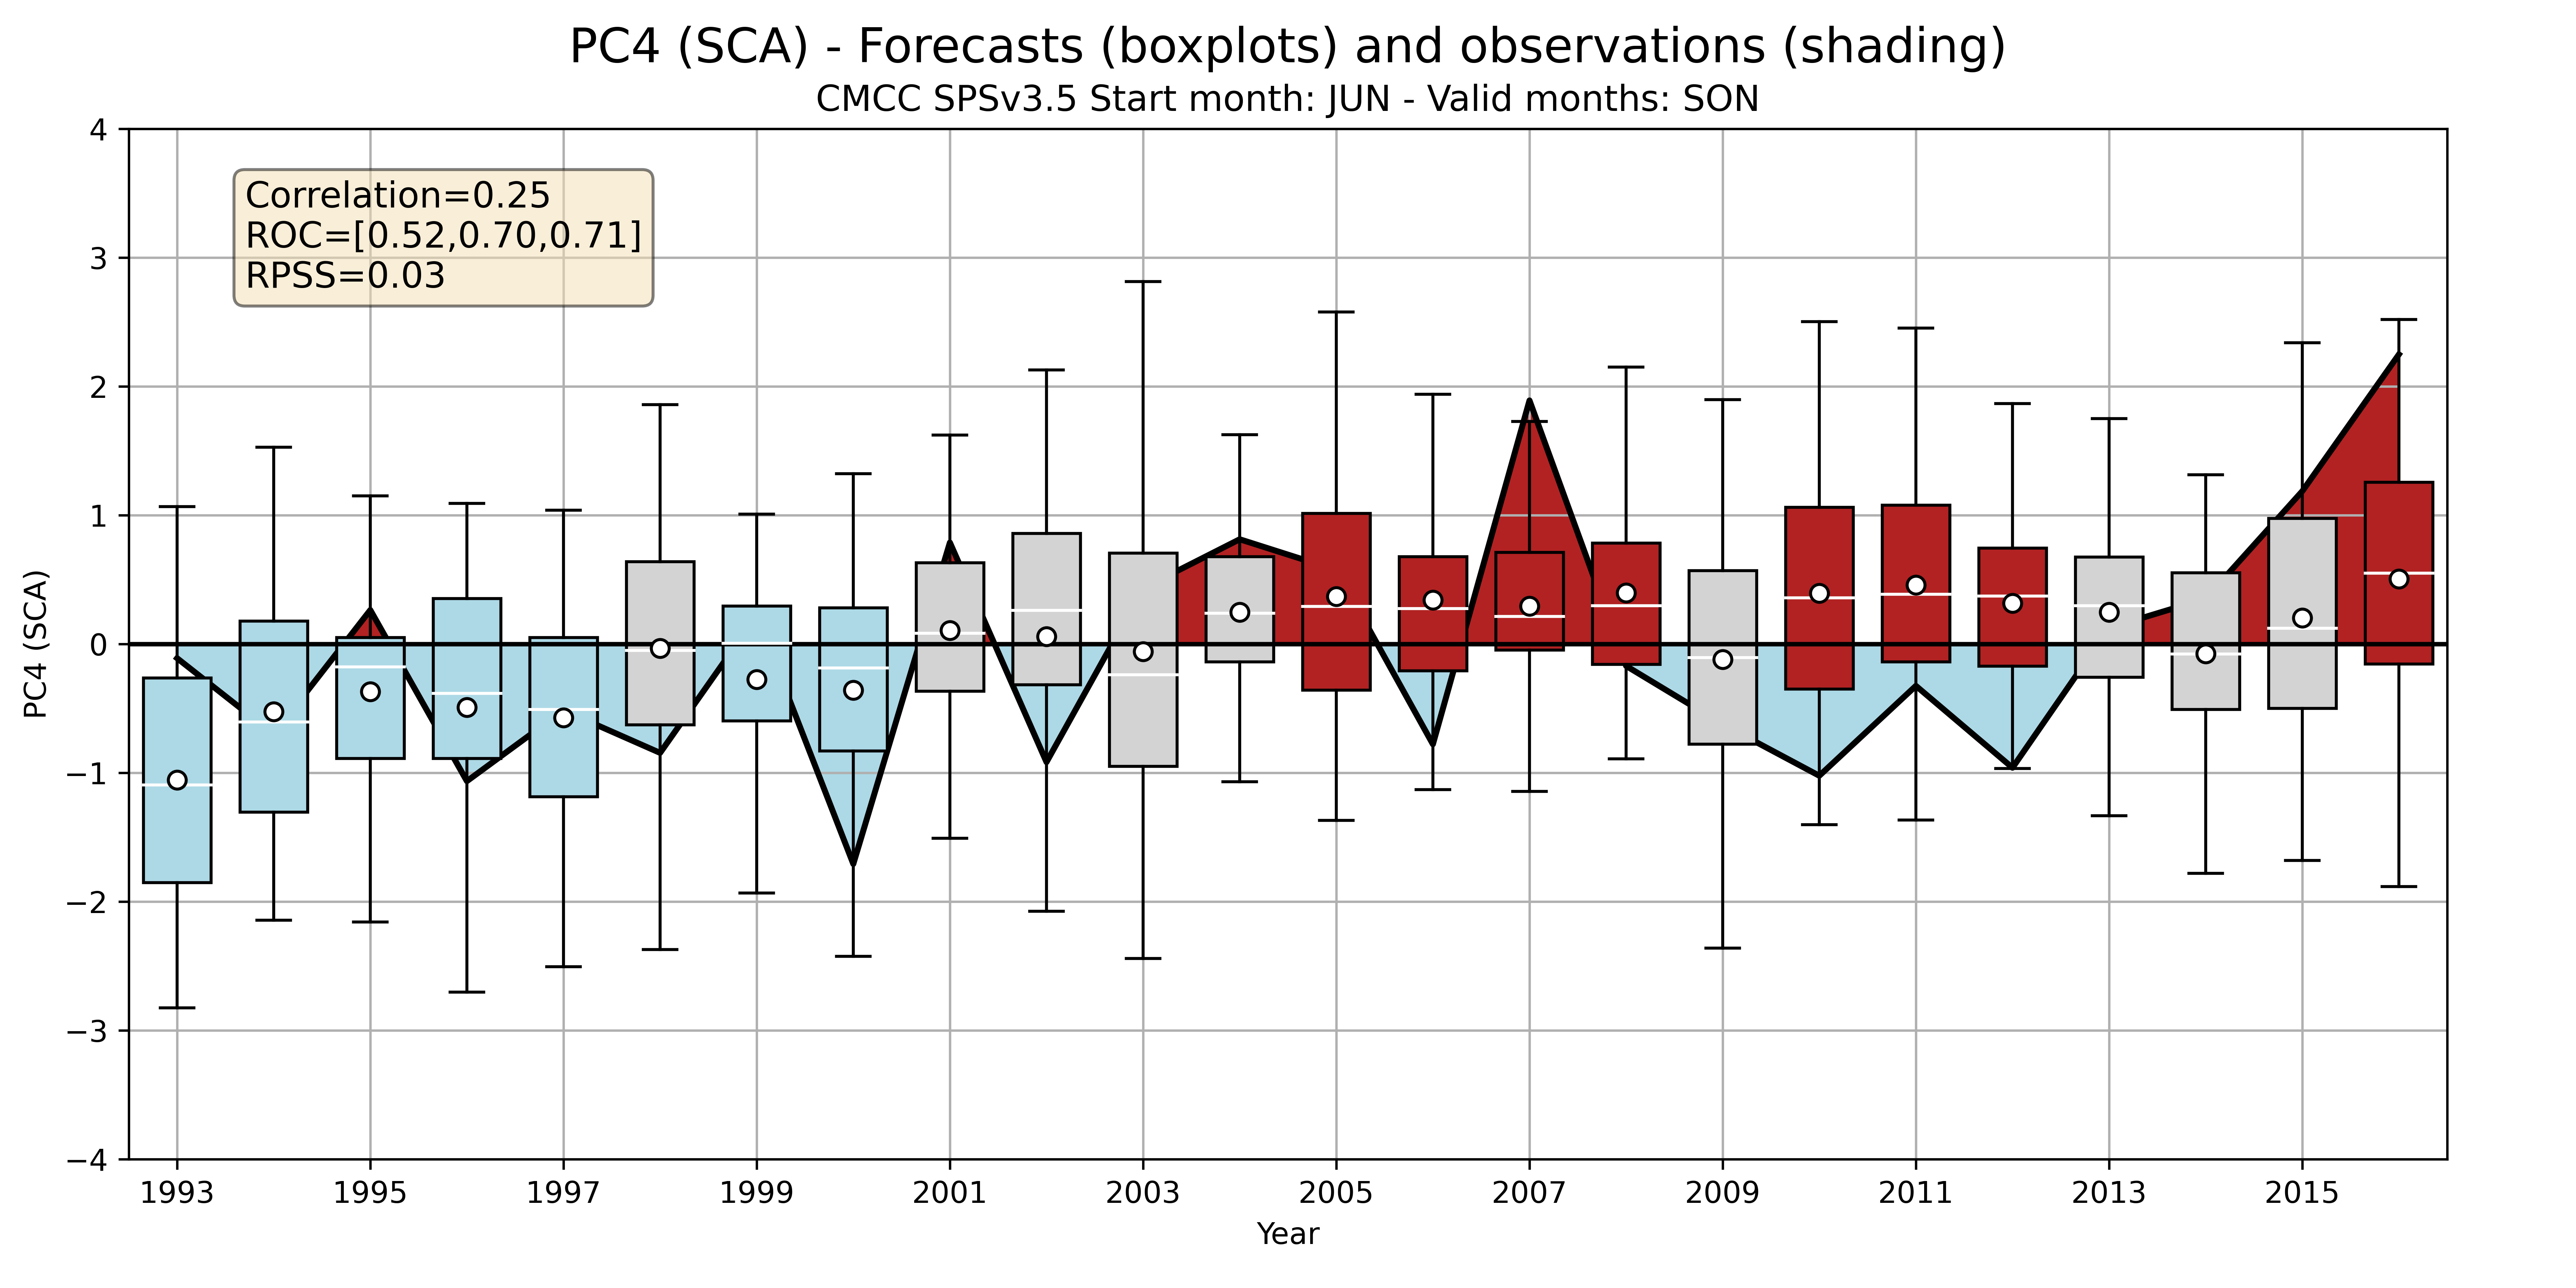 PC4 (SCA) - Forecasts (boxplots) and observations (shading)
CMCC SPSv3.5 Start month: JUN - Valid months: SON
Correlation=0.25
ROC=[0.52,0.70,0.71]
RPSS=0.03
PC4 (SCA)
4
3
2
1
0
−1
−2
−3
−4
1993 1995 1997 1999 2001 2003 2005 2007 2009 2011 2013 2015
Year